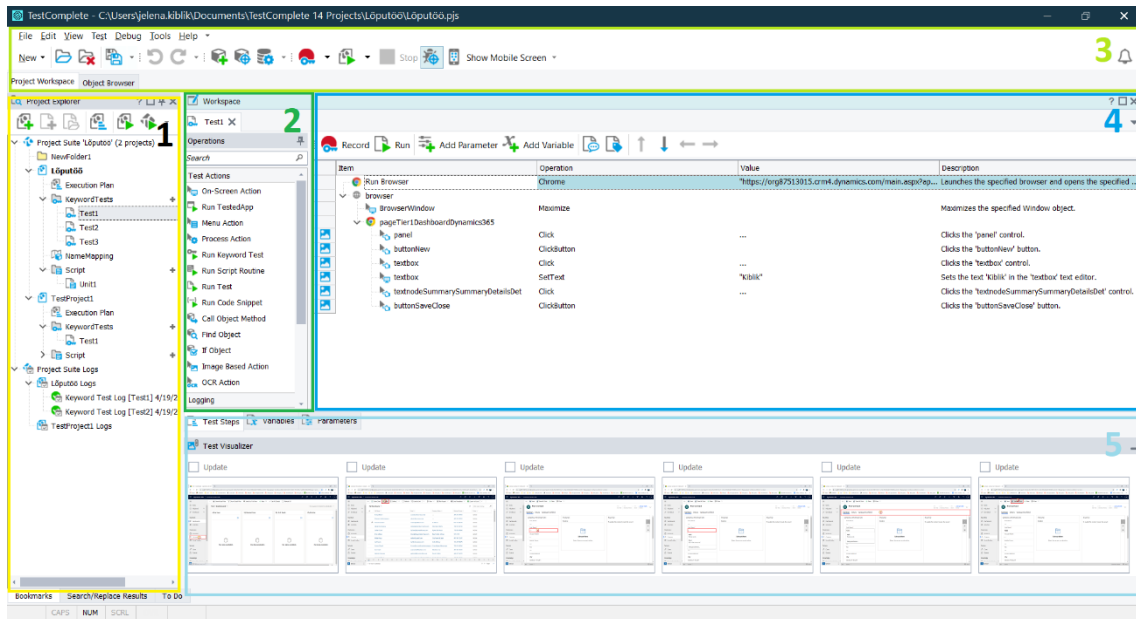 TestComplete - C:\Users\jelena.kiblik\Documents\TestComplete 14 Projects\Lõputöö\Lõputöö.pjs
File Edit View Test Debug Tools Help
New Stop Show Mobile Screen 3
Project Workspace Object Browser
Project Explorer
1
Project Suite 'Lõputöö' (2 projects)
NewFolder1
Lõputöö
Execution Plan
KeywordTests
Test1
Test2
Test3
NameMapping
Script
Unit1
TestProject1
Execution Plan
KeywordTests
Test1
Script
Project Suite Logs
Lõputöö Logs
Keyword Test Log [Test1] 4/19/2
Keyword Test Log [Test2] 4/19/2
TestProject1 Logs
Workspace
Test1 2
Operations
Search
Test Actions
On-Screen Action
Run TestedApp
Menu Action
Process Action
Run Keyword Test
Run Script Routine
Run Test
Run Code Snippet
Call Object Method
Find Object
If Object
Image Based Action
OCR Action
Logging
4
Record Run Add Parameter Add Variable
Item Operation Value Description
Run Browser Chrome "https://org87513015.crm4.dynamics.com/main.aspx?ap... Launches the specified browser and opens the specified ...
browser
BrowserWindow Maximize Maximizes the specified Window object.
pageTier1DashboardDynamics365
panel Click ... Clicks the 'panel' control.
buttonNew ClickButton Clicks the 'buttonNew' button.
textbox Click ... Clicks the 'textbox' control.
textbox SetText "Kiblik" Sets the text 'Kiblik' in the 'textbox' text editor.
textnodeSummarySummaryDetailsDet Click ... Clicks the 'textnodeSummarySummaryDetailsDet' control.
buttonSaveClose ClickButton Clicks the 'buttonSaveClose' button.
Test Steps Variables Parameters
Test Visualizer 5
Update Update Update Update Update Update
Bookmarks Search/Replace Results To Do
CAPS NUM SCRL